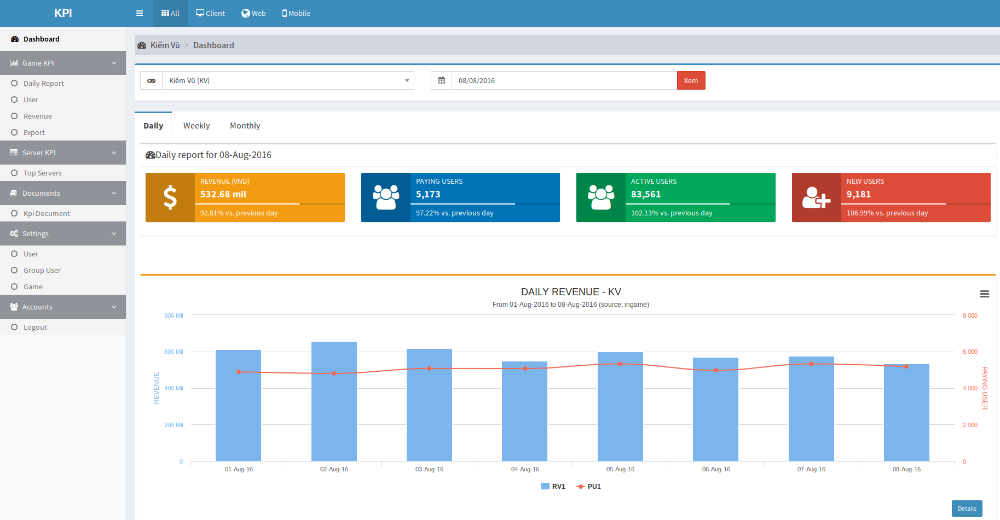 KPI
All
Client
Web
Mobile
Dashboard
Game KPI
Daily Report
User
Revenue
Export
Server KPI
Top Servers
Documents
Kpi Document
Settings
User
Group User
Game
Accounts
Logout
Kiếm Vũ > Dashboard
Kiếm Vũ (KV)
08/08/2016
Xem
Daily
Weekly
Monthly
Daily report for 08-Aug-2016
REVENUE (VND)
532.68 mil
92.81% vs. previous day
PAYING USERS
5,173
97.22% vs. previous day
ACTIVE USERS
83,561
102.13% vs. previous day
NEW USERS
9,181
106.99% vs. previous day
DAILY REVENUE - KV
From 01-Aug-2016 to 08-Aug-2016 (source: ingame)
REVENUE
800 Mil
600 Mil
400 Mil
200 Mil
0
8,000
6,000
4,000
2,000
0
PAYING USER
01-Aug-16
02-Aug-16
03-Aug-16
04-Aug-16
05-Aug-16
06-Aug-16
07-Aug-16
08-Aug-16
RV1
PU1
Details